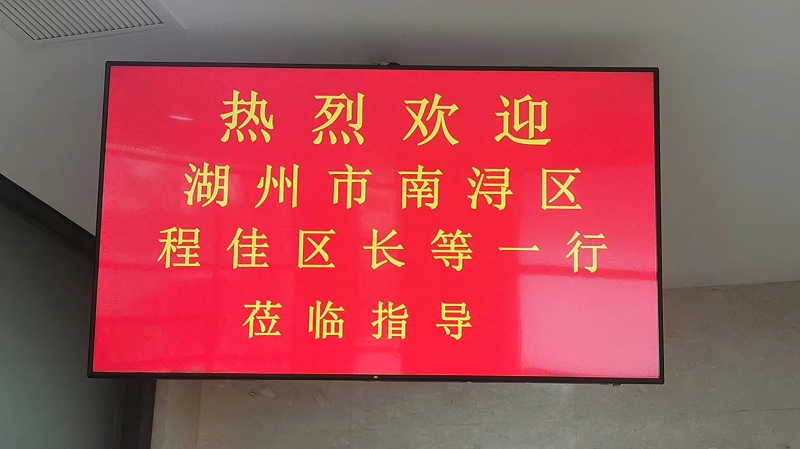 热烈欢迎
湖州市南浔区
程佳区长等一行
莅临指导